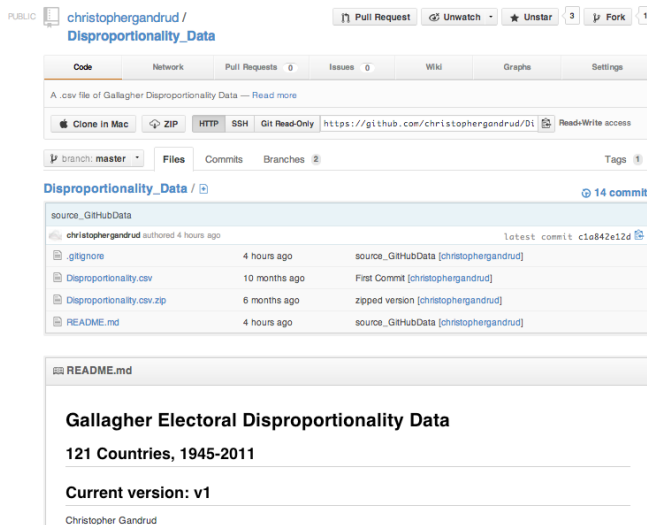 PUBLIC christophergandrud / Pull Request Unwatch Unstar 3 Fork 1
Disproportionality_Data
Code Network Pull Requests 0 Issues 0 Wiki Graphs Settings
A .csv file of Gallagher Disproportionality Data — Read more
Clone in Mac ZIP HTTP SSH Git Read-Only https://github.com/christophergandrud/Di Read+Write access
branch: master Files Commits Branches 2 Tags 1
Disproportionality_Data / 14 commit
source_GitHubData
christophergandrud authored 4 hours ago latest commit c1a842e12d
.gitignore 4 hours ago source_GitHubData [christophergandrud]
Disproportionality.csv 10 months ago First Commit [christophergandrud]
Disproportionality.csv.zip 6 months ago zipped version [christophergandrud]
README.md 4 hours ago source_GitHubData [christophergandrud]
README.md
Gallagher Electoral Disproportionality Data
121 Countries, 1945-2011
Current version: v1
Christopher Gandrud